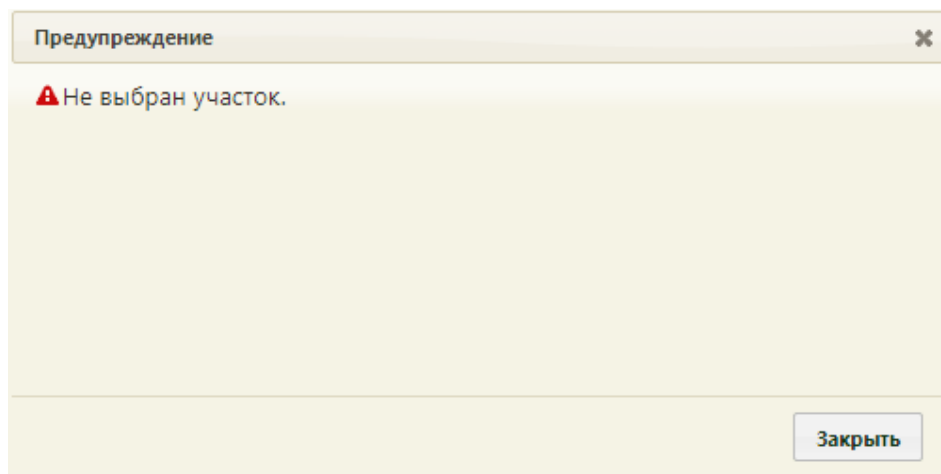 Предупреждение
Не выбран участок.
Закрыть